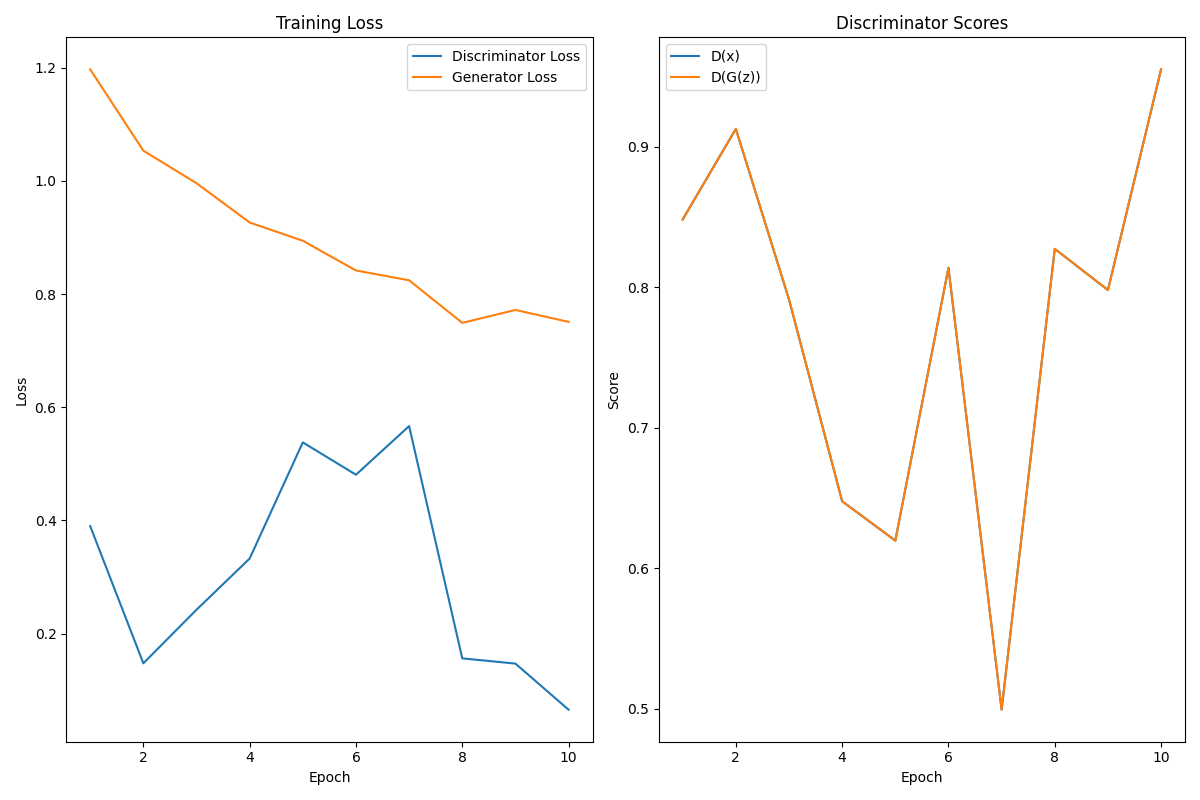 Training Loss
Discriminator Loss
Generator Loss
1.2
1.0
0.8
0.6
0.4
0.2
Loss
2 4 6 8 10
Epoch
Discriminator Scores
D(x)
D(G(z))
0.9
0.8
0.7
0.6
0.5
Score
2 4 6 8 10
Epoch